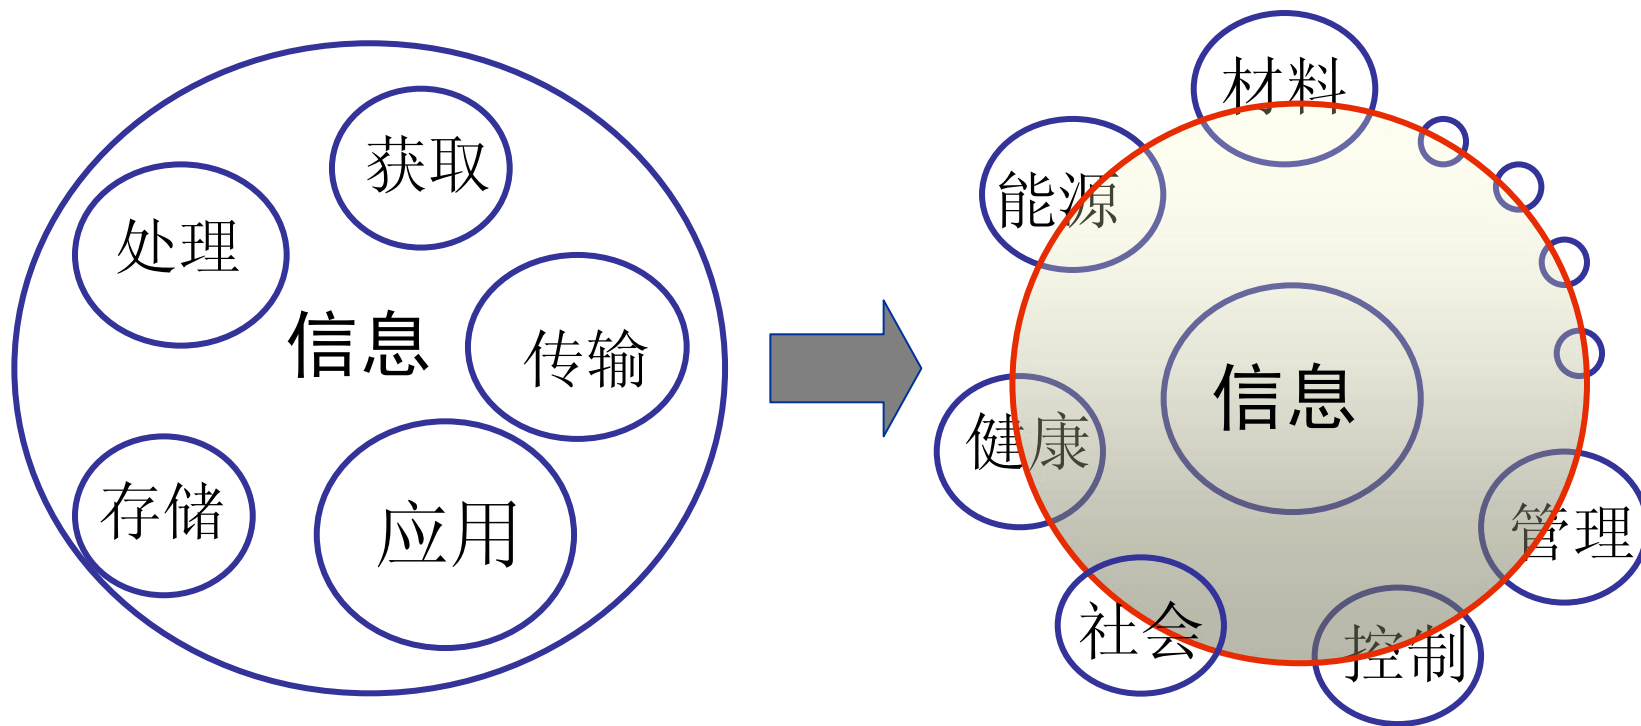 获取
处理
信息
传输
存储
应用
材料
能源
信息
健康
管理
社会
控制